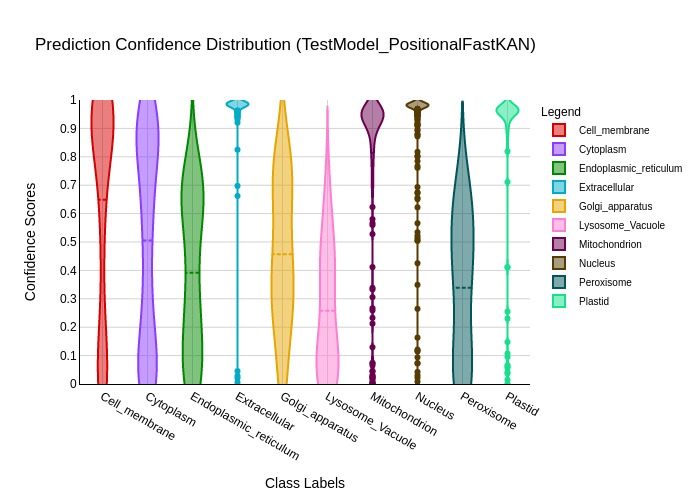 Prediction Confidence Distribution (TestModel_PositionalFastKAN)
Confidence Scores
1
0.9
0.8
0.7
0.6
0.5
0.4
0.3
0.2
0.1
0
Cell_membrane
Cytoplasm
Endoplasmic_reticulum
Extracellular
Golgi_apparatus
Lysosome_Vacuole
Mitochondrion
Nucleus
Peroxisome
Plastid
Class Labels
Legend
Cell_membrane
Cytoplasm
Endoplasmic_reticulum
Extracellular
Golgi_apparatus
Lysosome_Vacuole
Mitochondrion
Nucleus
Peroxisome
Plastid